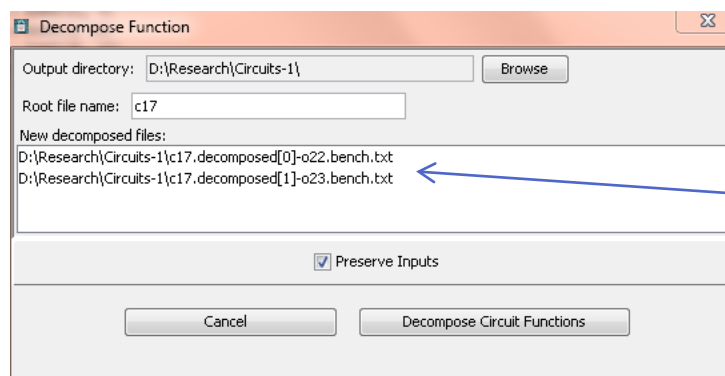 Decompose Function
Output directory: D:\Research\Circuits-1\ Browse
Root file name: c17
New decomposed files:
D:\Research\Circuits-1\c17.decomposed[0]-o22.bench.txt
D:\Research\Circuits-1\c17.decomposed[1]-o23.bench.txt
Preserve Inputs
Cancel Decompose Circuit Functions